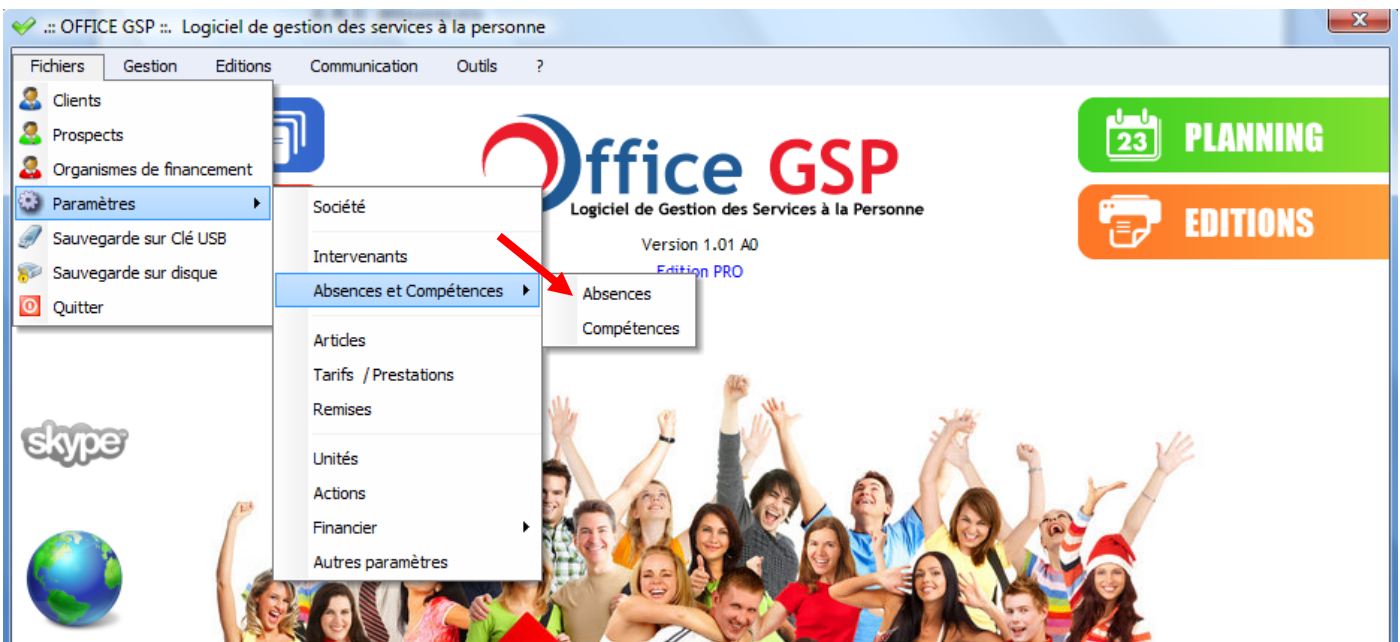 .:: OFFICE GSP ::. Logiciel de gestion des services à la personne
Fichiers Gestion Editions Communication Outils ?
Clients
Prospects
Organismes de financement
Paramètres
Sauvegarde sur Clé USB
Sauvegarde sur disque
Quitter
Société
Intervenants
Absences et Compétences
Articles
Tarifs / Prestations
Remises
Unités
Actions
Financier
Autres paramètres
Absences
Compétences
Office GSP
Logiciel de Gestion des Services à la Personne
Version 1.01 A0
Edition PRO
23 PLANNING
EDITIONS
skype